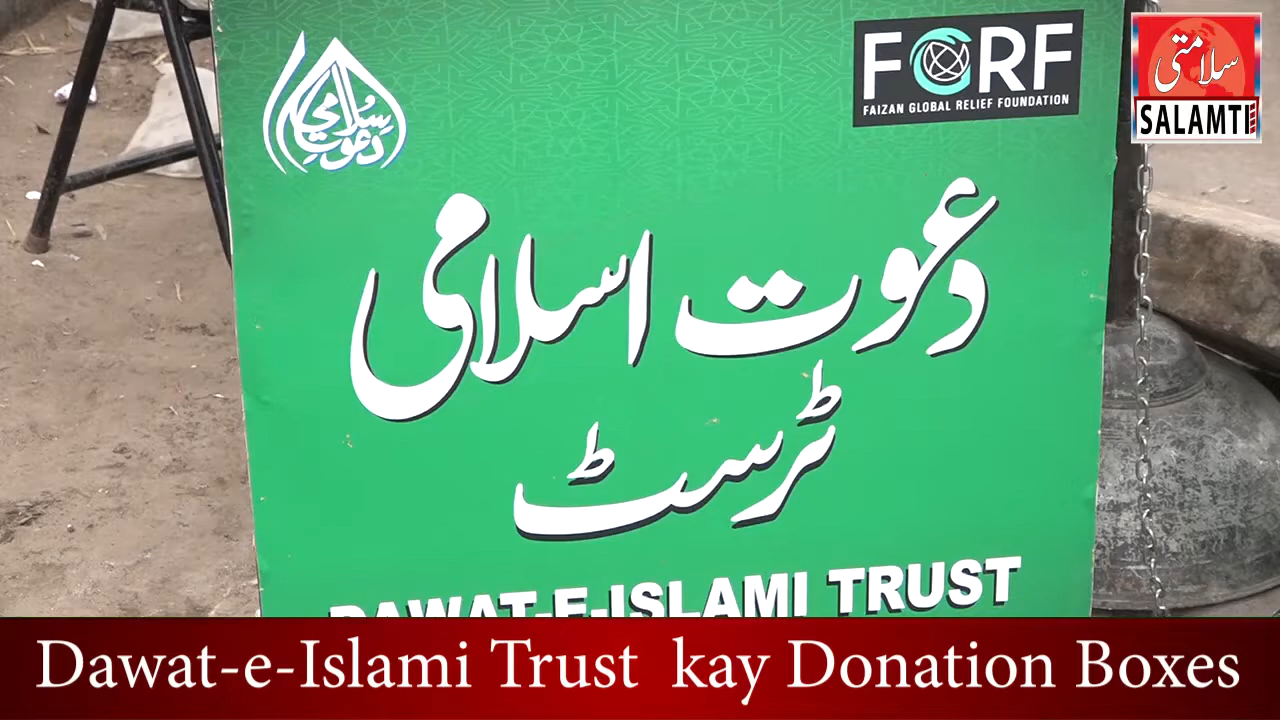 دعوتِ اسلامی
FGRF
FAIZAN GLOBAL RELIEF FOUNDATION
سلامتی
SALAMTI
دعوت اسلامی
ٹرسٹ
DAWAT-E-ISLAMI TRUST
Dawat-e-Islami Trust kay Donation Boxes